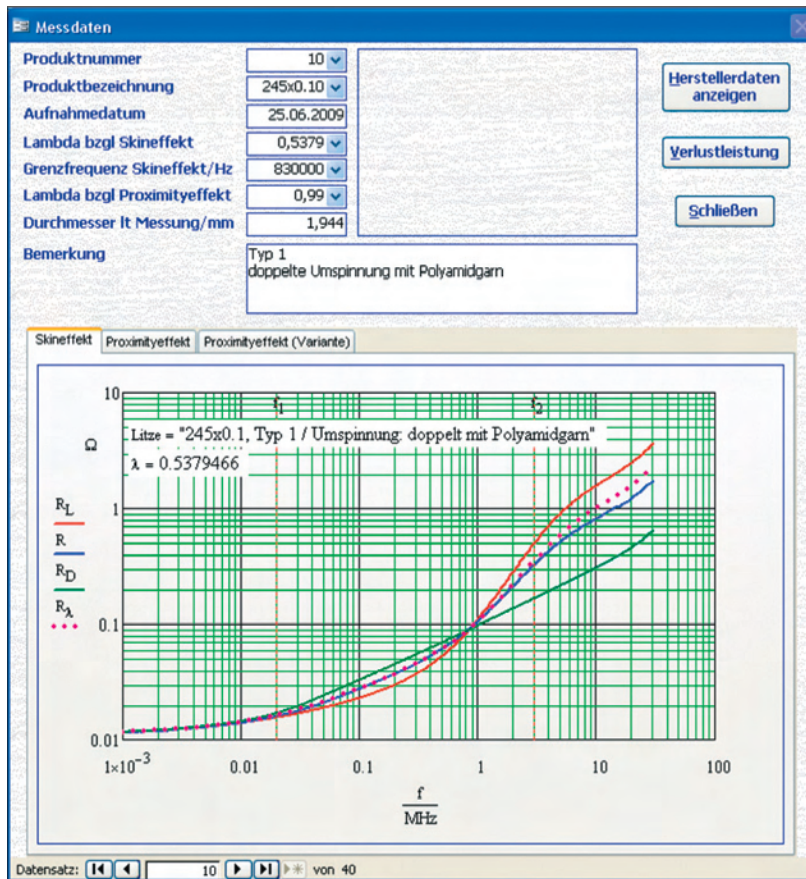 Messdaten
Produktnummer 10
Produktbezeichnung 245x0.10
Aufnahmedatum 25.06.2009
Lambda bzgl Skineffekt 0,5379
Grenzfrequenz Skineffekt/Hz 830000
Lambda bzgl Proximityeffekt 0,99
Durchmesser lt Messung/mm 1,944
Herstellerdaten
anzeigen
Verlustleistung
Schließen
Bemerkung
Typ 1
doppelte Umspinnung mit Polyamidgarn
Skineffekt Proximityeffekt Proximityeffekt (Variante)
f₁ f₂
Litze = "245x0.1, Typ 1 / Umspinnung: doppelt mit Polyamidgarn"
λ = 0.5379466
Ω
R_L
R
R_D
R_λ
10
1
0.1
0.01
1×10⁻³ 0.01 0.1 1 10 100
f
MHz
Datensatz: 10 von 40